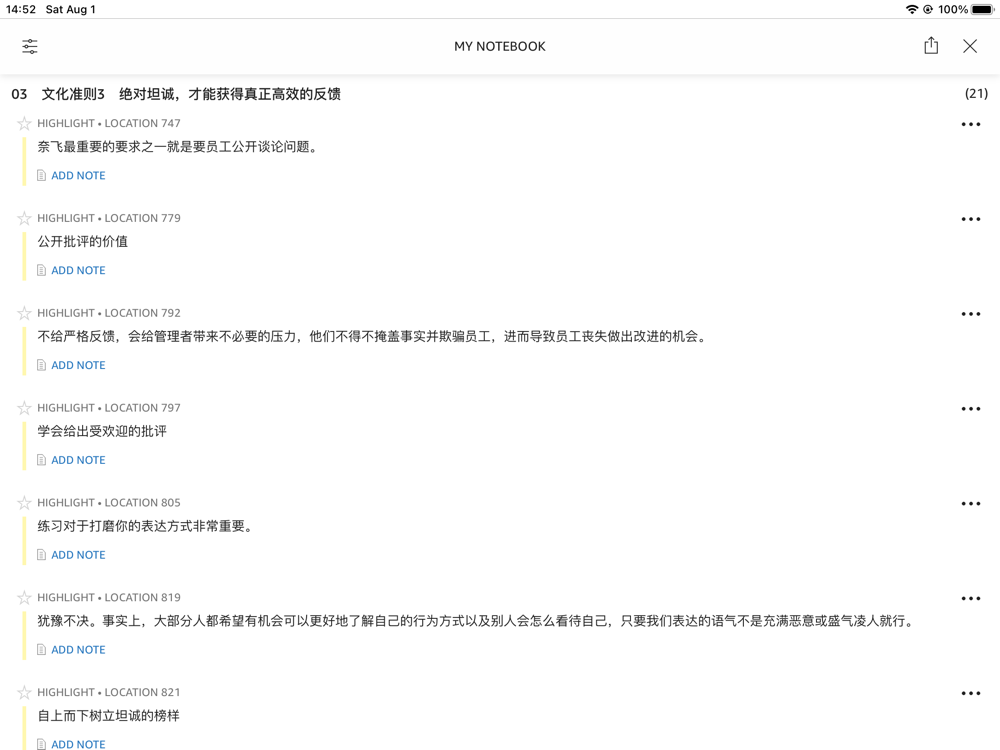 14:52 Sat Aug 1 100%
MY NOTEBOOK
03 文化准则3 绝对坦诚，才能获得真正高效的反馈 (21)
HIGHLIGHT • LOCATION 747
奈飞最重要的要求之一就是要员工公开谈论问题。
ADD NOTE
HIGHLIGHT • LOCATION 779
公开批评的价值
ADD NOTE
HIGHLIGHT • LOCATION 792
不给严格反馈，会给管理者带来不必要的压力，他们不得不掩盖事实并欺骗员工，进而导致员工丧失做出改进的机会。
ADD NOTE
HIGHLIGHT • LOCATION 797
学会给出受欢迎的批评
ADD NOTE
HIGHLIGHT • LOCATION 805
练习对于打磨你的表达方式非常重要。
ADD NOTE
HIGHLIGHT • LOCATION 819
犹豫不决。事实上，大部分人都希望有机会可以更好地了解自己的行为方式以及别人会怎么看待自己，只要我们表达的语气不是充满恶意或盛气凌人就行。
ADD NOTE
HIGHLIGHT • LOCATION 821
自上而下树立坦诚的榜样
ADD NOTE